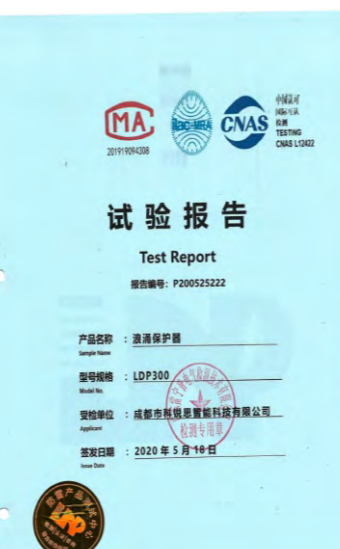 MA
ilac-MRA
CNAS
中国认可
国际互认
检测
TESTING
CNAS L12422
201919094308
试验报告
Test Report
报告编号: P200525222
产品名称 : 浪涌保护器
Sample Name
型号规格 : LDP300
Model No.
受检单位 : 成都市科锐思智能科技有限公司
Applicant
检测专用章
签发日期 : 2020 年 5 月 18 日
Issue Date